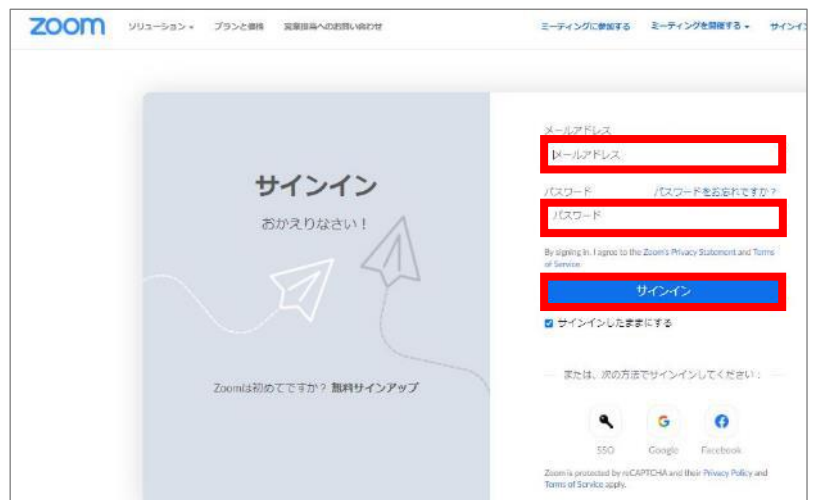 zoom ソリューション プランと価格 営業担当へのお問い合わせ ミーティングに参加する ミーティングを開催する サインイン
メールアドレス
メールアドレス
サインイン
おかえりなさい！
パスワード パスワードをお忘れですか？
パスワード
By signing in, I agree to the Zoom's Privacy Statement and Terms
of Service.
サインイン
サインインしたままにする
または、次の方法でサインインしてください：
Zoomは初めてですか？ 無料サインアップ
SSO Google Facebook
Zoom is protected by reCAPTCHA and their Privacy Policy and
Terms of Service apply.